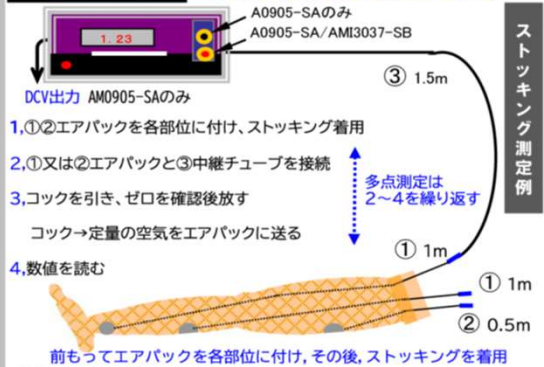 A0905-SAのみ
A0905-SA/AMI3037-SB
1.23
③ 1.5m
DCV出力 AM0905-SAのみ
1,①②エアパックを各部位に付け、ストッキング着用
2,①又は②エアパックと③中継チューブを接続
3,コックを引き、ゼロを確認後放す
コック→定量の空気をエアパックに送る
4,数値を読む
多点測定は
2～4を繰り返す
① 1m
① 1m
② 0.5m
前もってエアパックを各部位に付け,その後,ストッキングを着用
ストッキング測定例